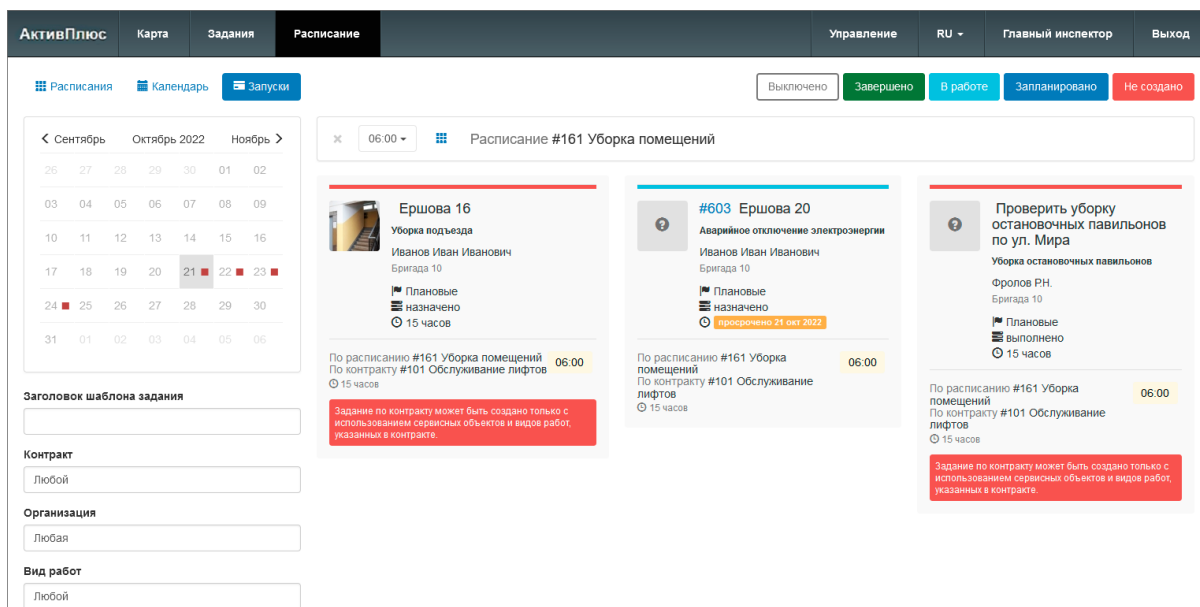 АктивПлюс Карта Задания Расписание Управление RU Главный инспектор Выход
Расписания Календарь Запуски Выключено Завершено В работе Запланировано Не создано
Сентябрь Октябрь 2022 Ноябрь
26 27 28 29 30 01 02
03 04 05 06 07 08 09
10 11 12 13 14 15 16
17 18 19 20 21 22 23
24 25 26 27 28 29 30
31 01 02 03 04 05 06
Заголовок шаблона задания
Контракт
Любой
Организация
Любая
Вид работ
Любой
06:00 Расписание #161 Уборка помещений
Ершова 16
Уборка подъезда
Иванов Иван Иванович
Бригада 10
Плановые
назначено
15 часов
По расписанию #161 Уборка помещений
По контракту #101 Обслуживание лифтов
15 часов
06:00
Задание по контракту может быть создано только с
использованием сервисных объектов и видов работ,
указанных в контракте.
#603 Ершова 20
Аварийное отключение электроэнергии
Иванов Иван Иванович
Бригада 10
Плановые
назначено
просрочено 21 окт 2022
По расписанию #161 Уборка
помещений
По контракту #101 Обслуживание
лифтов
15 часов
06:00
Проверить уборку
остановочных павильонов
по ул. Мира
Уборка остановочных павильонов
Фролов Р.Н.
Бригада 10
Плановые
выполнено
15 часов
По расписанию #161 Уборка
помещений
По контракту #101 Обслуживание
лифтов
15 часов
06:00
Задание по контракту может быть создано только с
использованием сервисных объектов и видов работ,
указанных в контракте.